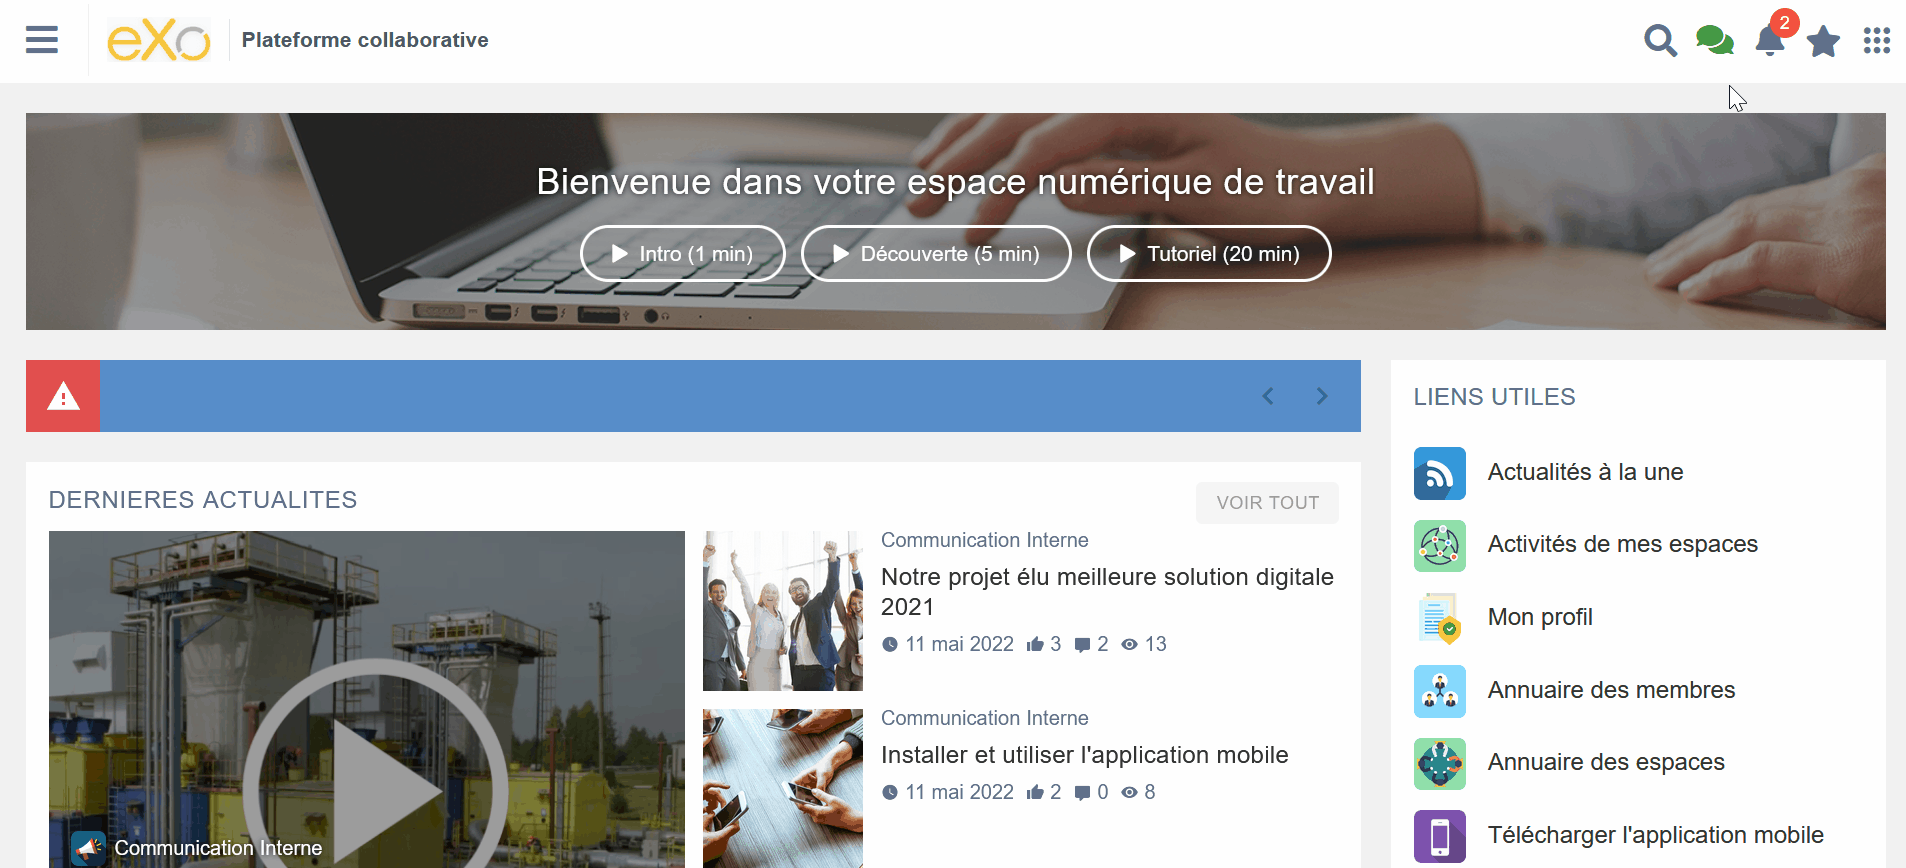 eXo
Plateforme collaborative
2
Bienvenue dans votre espace numérique de travail
Intro (1 min)
Découverte (5 min)
Tutoriel (20 min)
DERNIERES ACTUALITES
VOIR TOUT
Communication Interne
Communication Interne
Notre projet élu meilleure solution digitale
2021
11 mai 2022 3 2 13
Communication Interne
Installer et utiliser l'application mobile
11 mai 2022 2 0 8
LIENS UTILES
Actualités à la une
Activités de mes espaces
Mon profil
Annuaire des membres
Annuaire des espaces
Télécharger l'application mobile